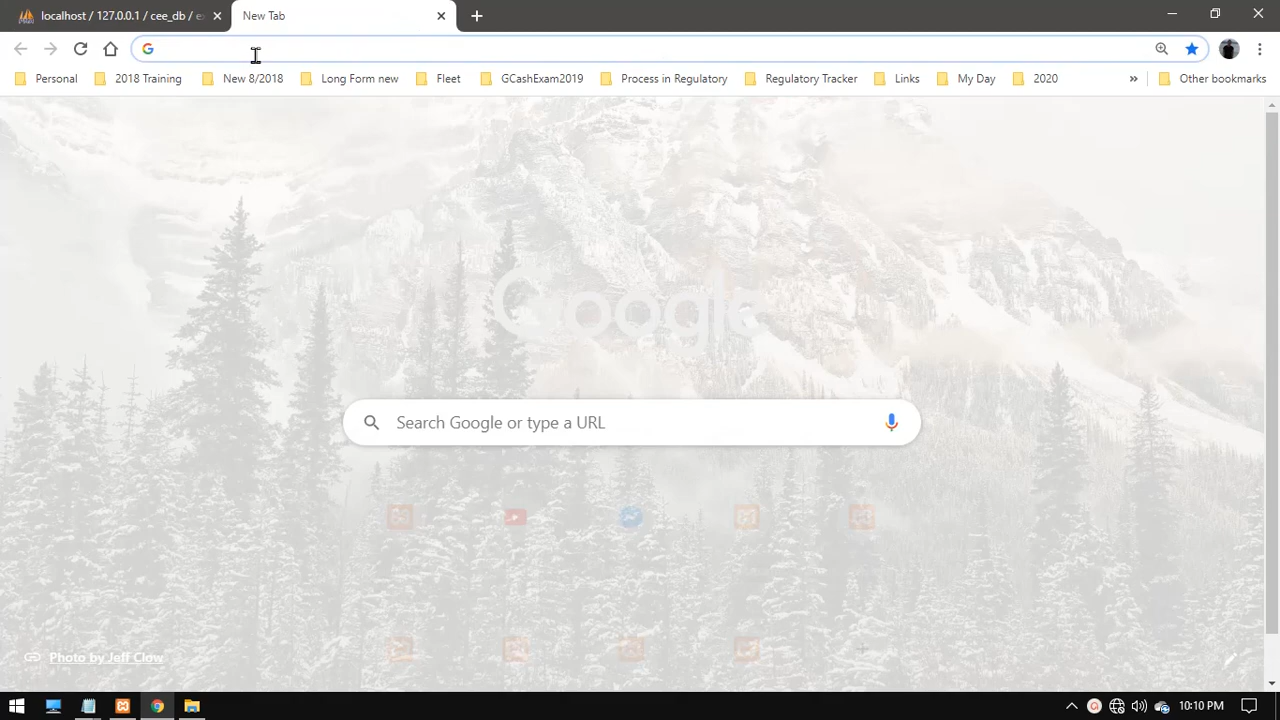 localhost / 127.0.0.1 / cee_db / ex
New Tab
Personal
2018 Training
New 8/2018
Long Form new
Fleet
GCashExam2019
Process in Regulatory
Regulatory Tracker
Links
My Day
2020
»
Other bookmarks
Google
Search Google or type a URL
Photo by Jeff Clow
10:10 PM